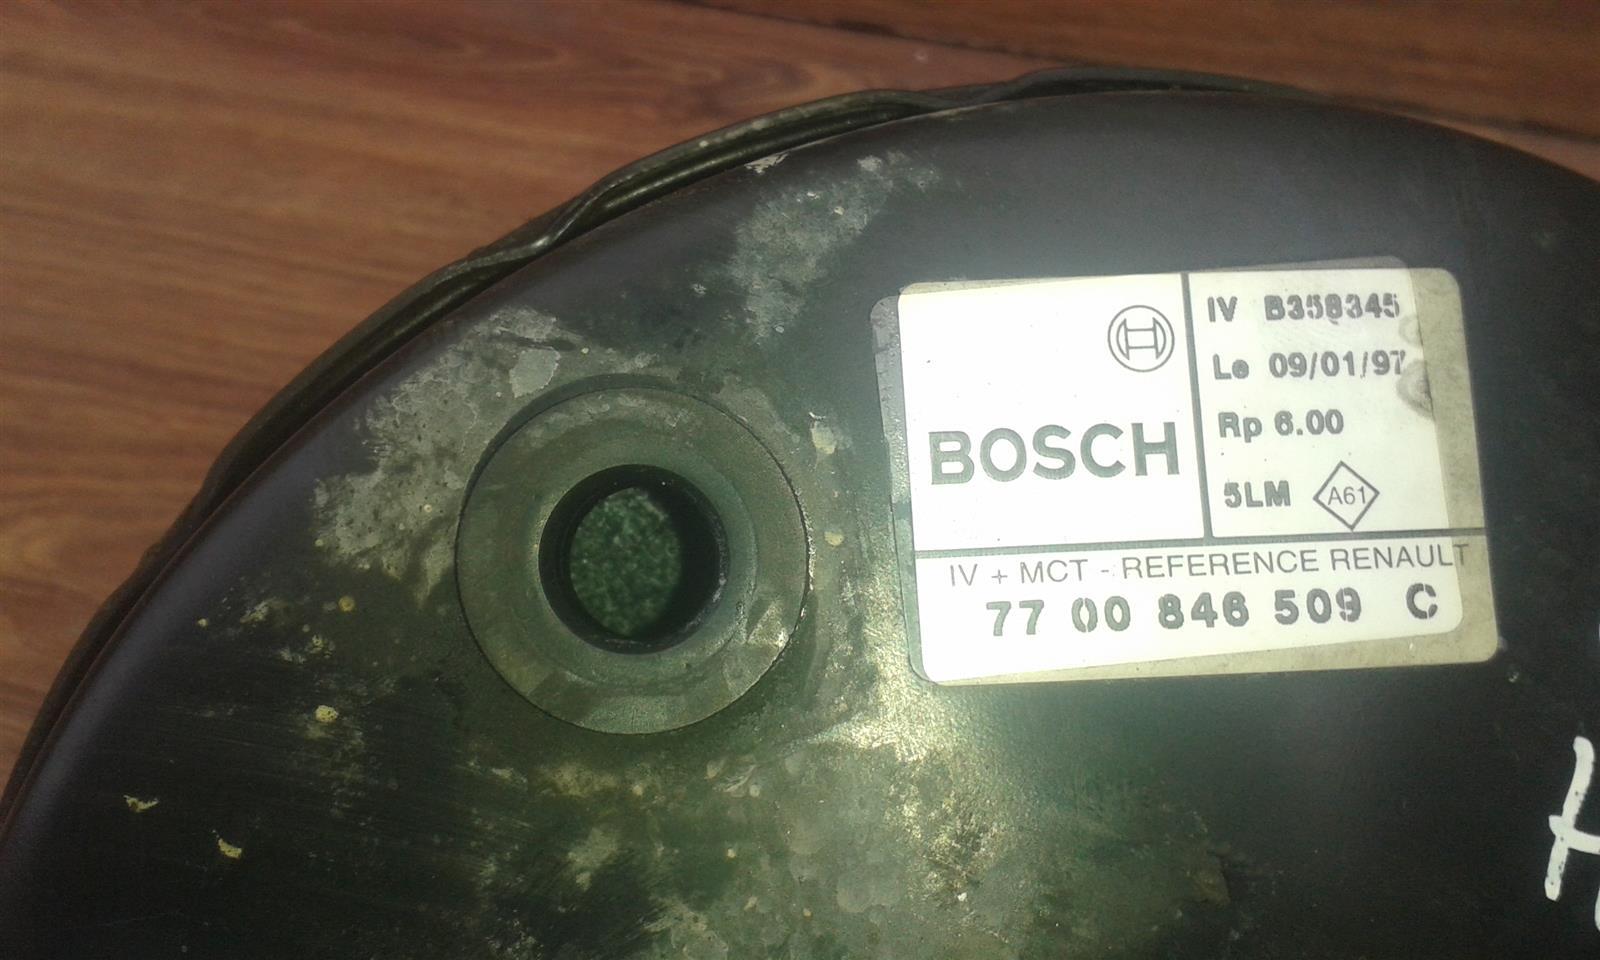 BOSCH
IV B358345
Le 09/01/97
Rp 6.00
5LM A61
IV + MCT - REFERENCE RENAULT
77 00 846 509 C
H